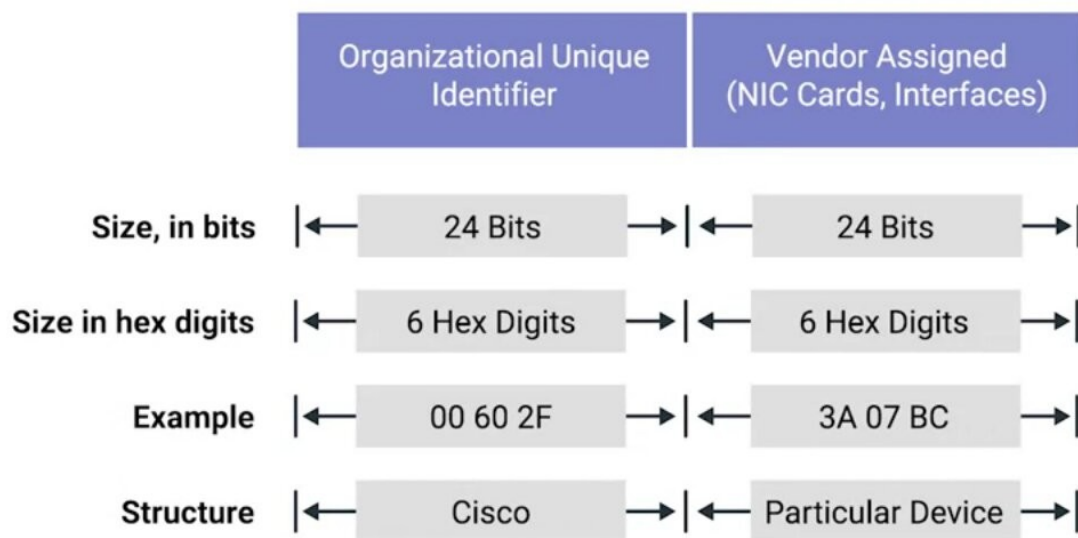 Organizational Unique
Identifier
Vendor Assigned
(NIC Cards, Interfaces)
Size, in bits 24 Bits 24 Bits
Size in hex digits 6 Hex Digits 6 Hex Digits
Example 00 60 2F 3A 07 BC
Structure Cisco Particular Device